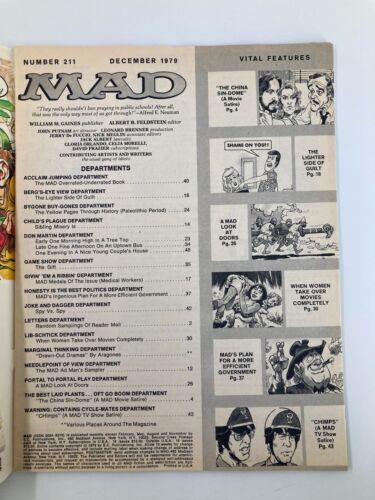 NUMBER 211
DECEMBER 1979
MAD
"They really shouldn't ban praying in public schools! After all,
that was the only way most of us got through!"—Alfred E. Neuman
WILLIAM M. GAINES publisher ALBERT B. FELDSTEIN editor
JOHN PUTNAM art director LEONARD BRENNER production
JERRY DE FUCCIO, NICK MEGLIN associate editors
JACK ALBERT lawsuits
GLORIA ORLANDO, CELIA MORELLI,
DAVID FRAZIER subscriptions
CONTRIBUTING ARTISTS AND WRITERS
the usual gang of idiots
DEPARTMENTS
ACCLAIM JUMPING DEPARTMENT
The MAD Overrated-Underrated Book ..... 40
BERG'S-EYE VIEW DEPARTMENT
The Lighter Side Of Guilt ..... 18
BYGONE BUY-GONES DEPARTMENT
The Yellow Pages Through History (Paleolithic Period) ..... 24
CHILD'S PLAGUE DEPARTMENT
Sibling Misery Is ..... 14
DON MARTIN DEPARTMENT
Early One Morning High In A Tree Top ..... 23
Late One Fine Afternoon On An Uptown Bus ..... 34
One Evening In A Nice Young Couple's House ..... 48
GAME SHOW DEPARTMENT
The Gift ..... 35
GIVIN' 'EM A RIBBIN' DEPARTMENT
MAD Medals Of The Issue (Medical Workers) ..... 17
HONESTY IS THE BEST POLITICS DEPARTMENT
MAD's Ingenious Plan For A More Efficient Government ..... 37
JOKE AND DAGGER DEPARTMENT
Spy Vs. Spy ..... 42
LETTERS DEPARTMENT
Random Samplings Of Reader Mail ..... 2
LIB-SCHTICK DEPARTMENT
When Women Take Over Movies Completely ..... 30
MARGINAL THINKING DEPARTMENT
"Drawn-Out Dramas" By Aragones ..... **
NEEDLEPOINT OF VIEW DEPARTMENT
The MAD Ad Man's Sampler ..... 12
PORTAL TO PORTAL PLAY DEPARTMENT
A MAD Look At Doors ..... 26
THE BEST LAID PLANTS . . . OFT GO BOOM DEPARTMENT
"The China Sin-Dome" (A MAD Movie Satire) ..... 4
WARNING: CONTAINS CYCLE-MATES DEPARTMENT
"CHimpS" (A MAD TV Show Satire) ..... 43
**Various Places Around The Magazine
VITAL FEATURES
"THE CHINA
SIN-DOME"
(A Movie
Satire)
Pg. 4
SHARE ON YOU!!
THE
LIGHTER
SIDE OF
GUILT
Pg. 18
A MAD
LOOK
AT
DOORS
Pg. 26
WHEN WOMEN
TAKE OVER
MOVIES
COMPLETELY
Pg. 30
MAD'S
PLAN FOR
A MORE
EFFICIENT
GOVERNMENT
Pg. 37
"CHIMPS"
(A MAD
TV Show
Satire)
Pg. 43